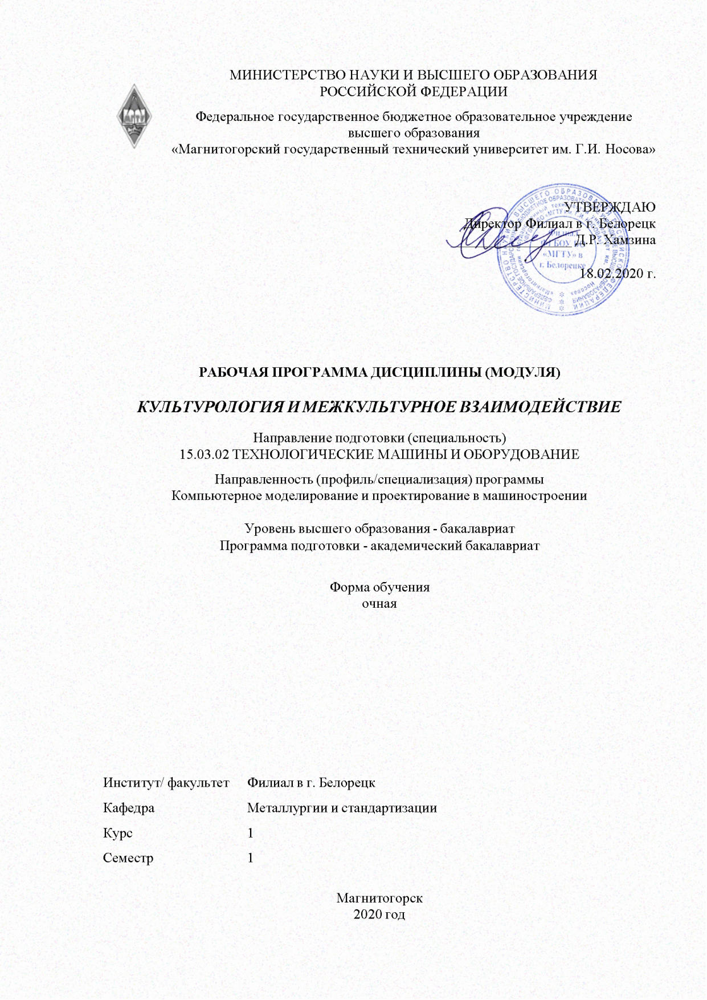 МИНИСТЕРСТВО НАУКИ И ВЫСШЕГО ОБРАЗОВАНИЯ
РОССИЙСКОЙ ФЕДЕРАЦИИ
МГТУ
Федеральное государственное бюджетное образовательное учреждение
высшего образования
«Магнитогорский государственный технический университет им. Г.И. Носова»
УТВЕРЖДАЮ
Директор Филиал в г. Белорецк
Д.Р. Хамзина
«МГТУ» в
г. Белорецке
18.02.2020 г.
РАБОЧАЯ ПРОГРАММА ДИСЦИПЛИНЫ (МОДУЛЯ)
КУЛЬТУРОЛОГИЯ И МЕЖКУЛЬТУРНОЕ ВЗАИМОДЕЙСТВИЕ
Направление подготовки (специальность)
15.03.02 ТЕХНОЛОГИЧЕСКИЕ МАШИНЫ И ОБОРУДОВАНИЕ
Направленность (профиль/специализация) программы
Компьютерное моделирование и проектирование в машиностроении
Уровень высшего образования - бакалавриат
Программа подготовки - академический бакалавриат
Форма обучения
очная
Институт/ факультет Филиал в г. Белорецк
Кафедра Металлургии и стандартизации
Курс 1
Семестр 1
Магнитогорск
2020 год